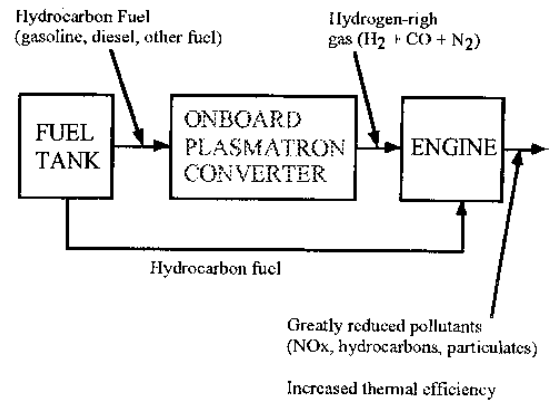 Hydrocarbon Fuel
(gasoline, diesel, other fuel)
Hydrogen-righ
gas (H₂ + CO + N₂)
FUEL
TANK
ONBOARD
PLASMATRON
CONVERTER
ENGINE
Hydrocarbon fuel
Greatly reduced pollutants
(NOx, hydrocarbons, particulates)
Increased thermal efficiency